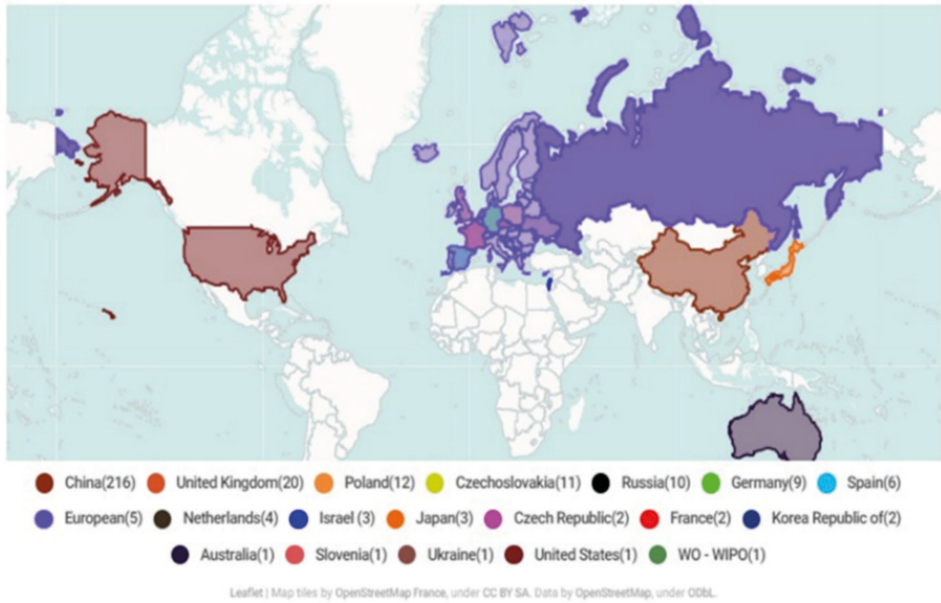 China(216) United Kingdom(20) Poland(12) Czechoslovakia(11) Russia(10) Germany(9) Spain(6)
European(5) Netherlands(4) Israel (3) Japan(3) Czech Republic(2) France(2) Korea Republic of(2)
Australia(1) Slovenia(1) Ukraine(1) United States(1) WO - WIPO(1)
Leaflet | Map tiles by OpenStreetMap France, under CC BY SA. Data by OpenStreetMap, under ODbL.